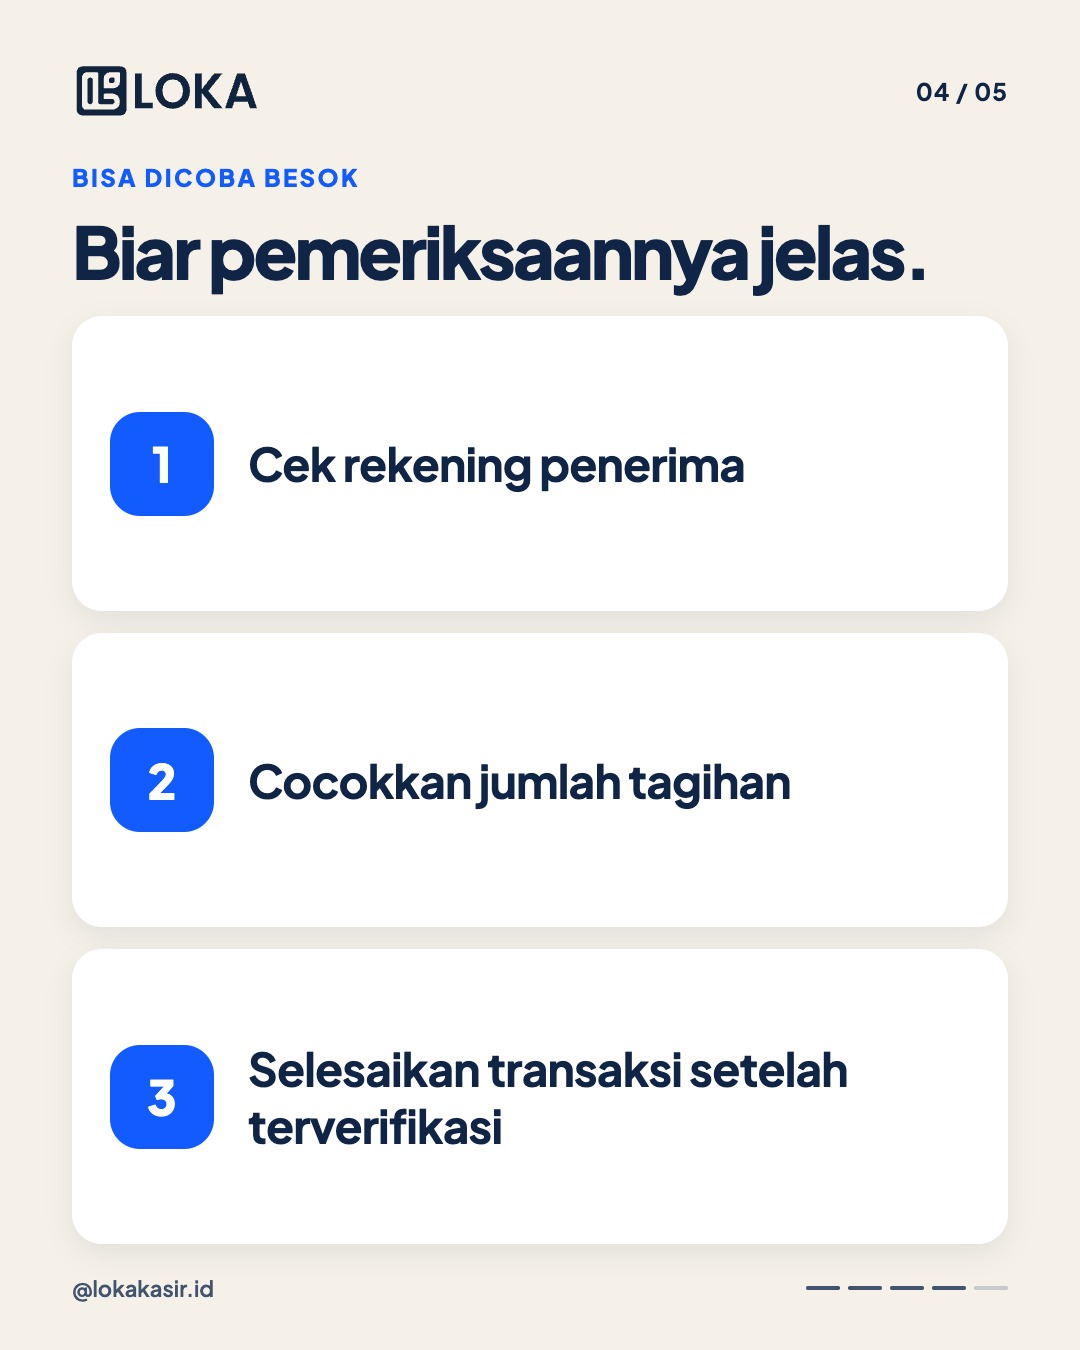 LOKA
04 / 05
BISA DICOBA BESOK
Biar pemeriksaannya jelas.
1
Cek rekening penerima
2
Cocokkan jumlah tagihan
3
Selesaikan transaksi setelah
terverifikasi
@lokakasir.id